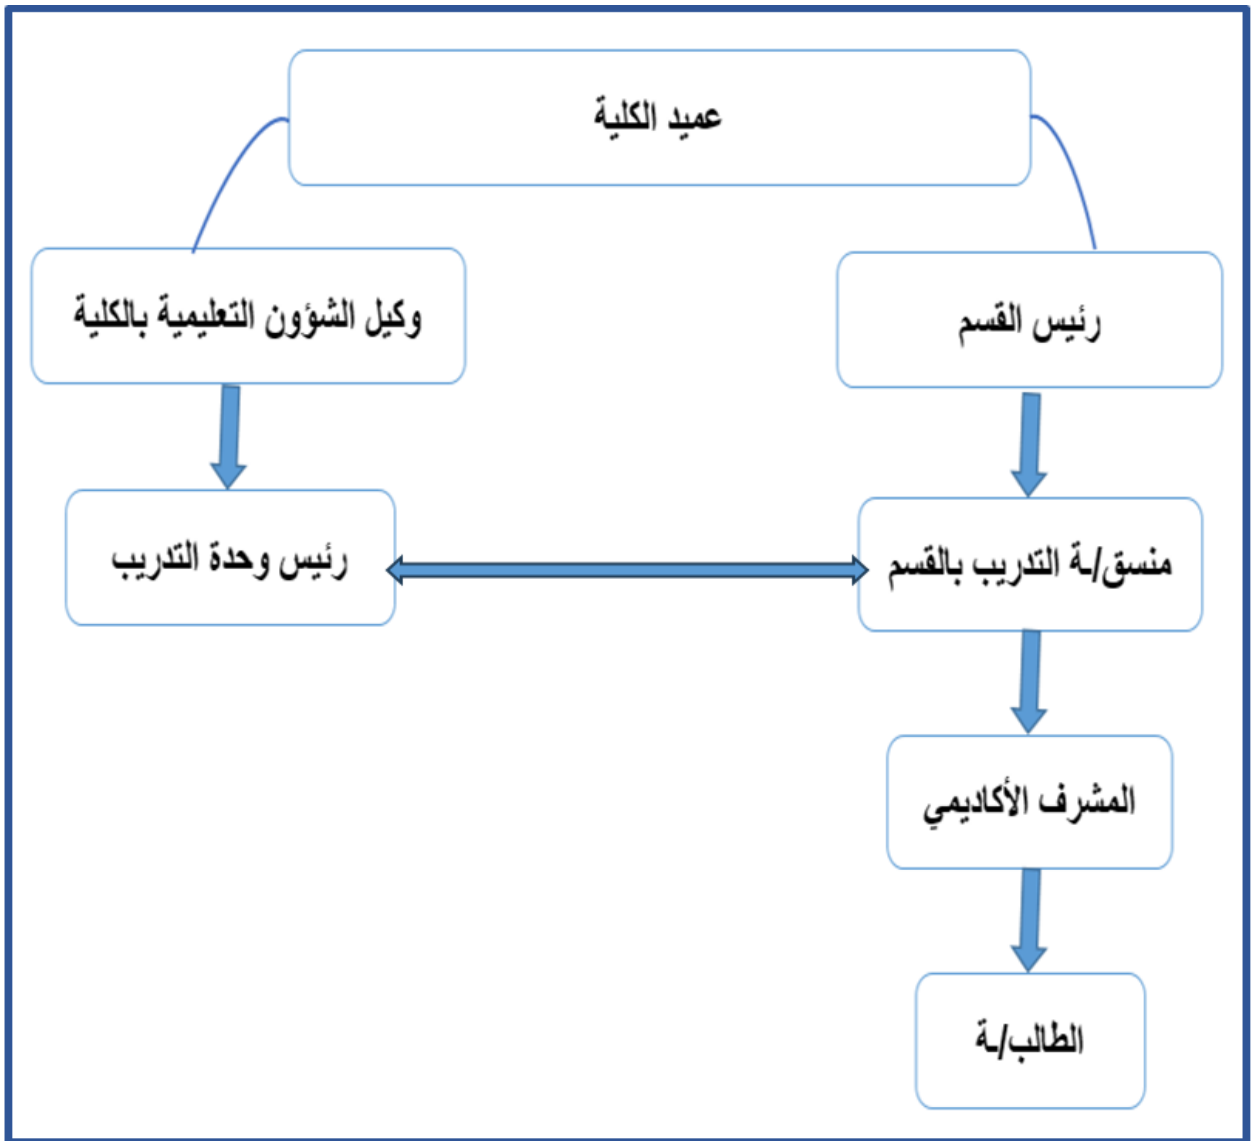 عميد الكلية
رئيس القسم
وكيل الشؤون التعليمية بالكلية
منسق/ـة التدريب بالقسم
رئيس وحدة التدريب
المشرف الأكاديمي
الطالب/ـة